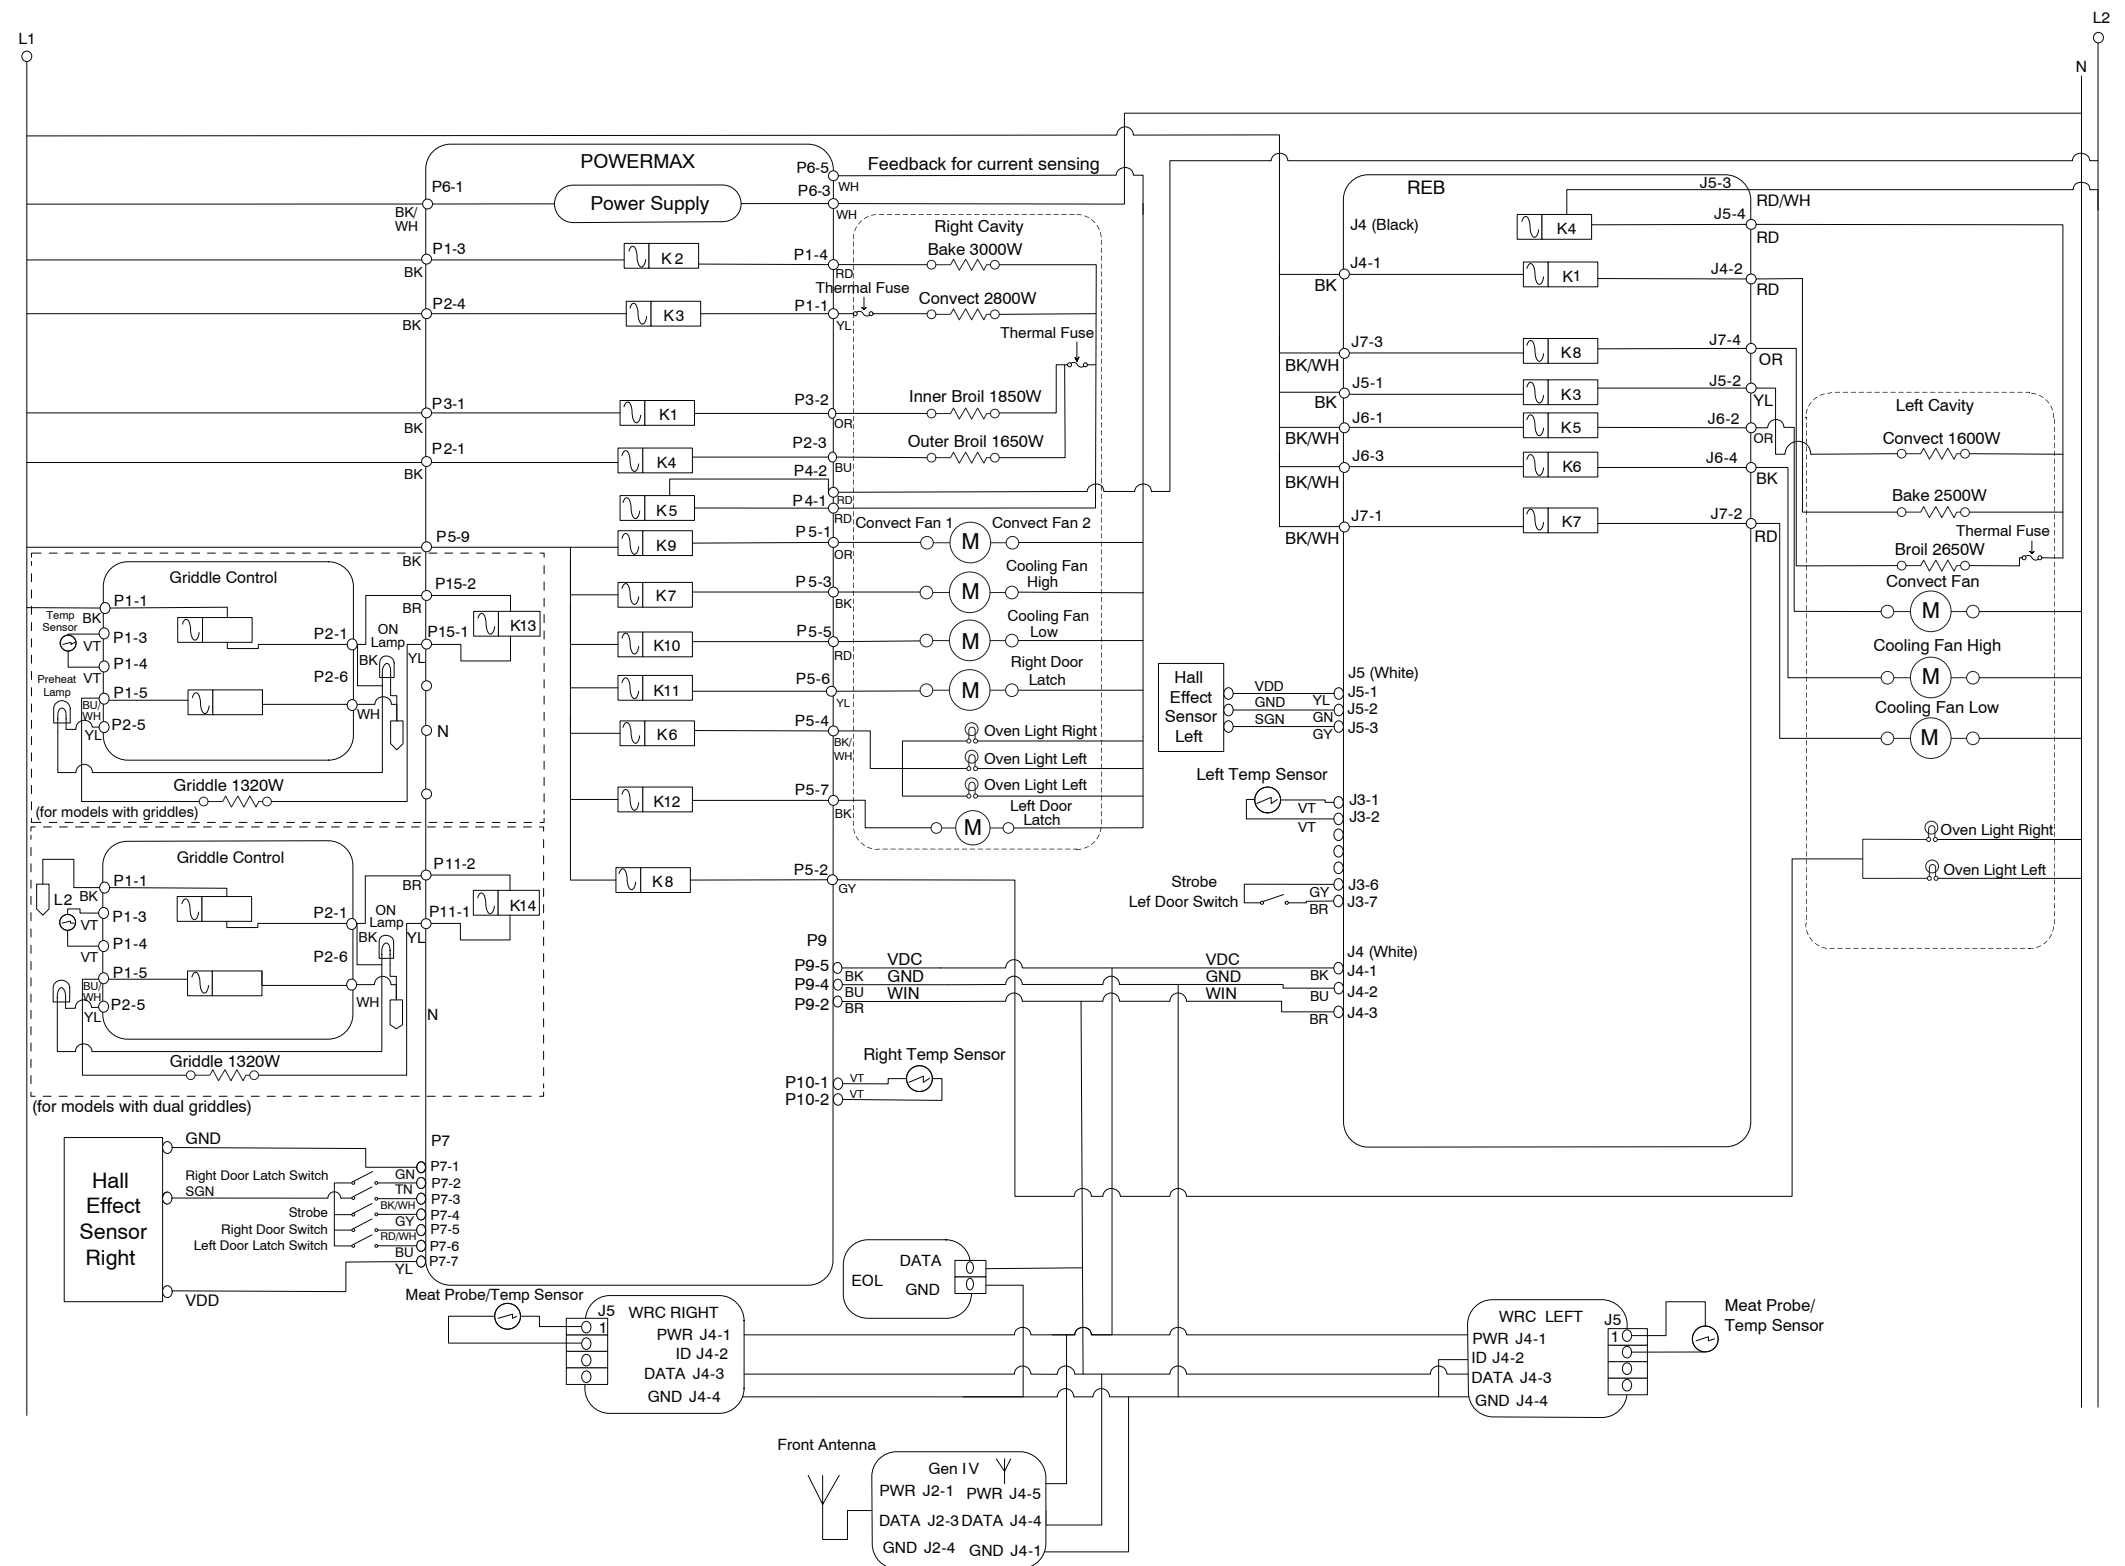 L1
L2
N
POWERMAX
P6-5
Feedback for current sensing
WH
P6-1
Power Supply
P6-3
BK/
WH
WH
Right Cavity
P1-3
K2
P1-4
Bake 3000W
BK
RD
Thermal Fuse
P2-4
K3
P1-1
Convect 2800W
BK
YL
Thermal Fuse
P3-1
K1
P3-2
Inner Broil 1850W
BK
OR
P2-1
K4
P2-3
Outer Broil 1650W
BK
BU
P4-2
K5
RD
P4-1
RD
P5-9
K9
P5-1
Convect Fan 1
M
Convect Fan 2
BK
OR
K7
P5-3
M
Cooling Fan
High
BK
K10
P5-5
M
Cooling Fan
Low
RD
K11
P5-6
M
Right Door
Latch
YL
K6
P5-4
BK/
WH
Oven Light Right
Oven Light Left
Oven Light Left
K12
P5-7
BK
M
Left Door
Latch
K8
P5-2
GY
Griddle Control
P1-1
BK
Temp
Sensor
P1-3
VT
P1-4
VT
Preheat
Lamp
P1-5
BU/
WH
P2-5
YL
P2-1
ON
Lamp
BK
P2-6
WH
P15-2
BR
K13
P15-1
YL
N
Griddle 1320W
(for models with griddles)
Griddle Control
P1-1
BK
L2
P1-3
VT
P1-4
VT
P1-5
BU/
WH
P2-5
YL
P2-1
ON
Lamp
BK
P2-6
WH
P11-2
BR
K14
P11-1
YL
N
Griddle 1320W
(for models with dual griddles)
P9
P9-5
VDC
VDC
BK
P9-4
GND
GND
BU
P9-2
WIN
WIN
BR
Right Temp Sensor
P10-1
VT
P10-2
VT
Hall
Effect
Sensor
Right
GND
SGN
VDD
Right Door Latch Switch
Strobe
Right Door Switch
Left Door Latch Switch
P7
P7-1
GN
P7-2
TN
P7-3
BK/WH
P7-4
GY
P7-5
RD/WH
P7-6
BU
P7-7
YL
REB
J5-3
RD/WH
J4 (Black)
K4
J5-4
RD
J4-1
K1
J4-2
BK
RD
J7-3
K8
J7-4
BK/WH
OR
J5-1
K3
J5-2
BK
YL
J6-1
K5
J6-2
BK/WH
OR
J6-3
K6
J6-4
BK/WH
BK
J7-1
K7
J7-2
BK/WH
RD
Left Cavity
Convect 1600W
Bake 2500W
Thermal Fuse
Broil 2650W
Convect Fan
M
Cooling Fan High
M
Cooling Fan Low
M
Oven Light Right
Oven Light Left
Hall
Effect
Sensor
Left
J5 (White)
VDD
J5-1
GND
YL
J5-2
SGN
GN
J5-3
GY
Left Temp Sensor
J3-1
VT
J3-2
VT
Strobe
J3-6
GY
Lef Door Switch
J3-7
BR
J4 (White)
BK
J4-1
BU
J4-2
BR
J4-3
EOL
DATA
GND
Meat Probe/Temp Sensor
J5
1
WRC RIGHT
PWR J4-1
ID J4-2
DATA J4-3
GND J4-4
WRC LEFT
J5
1
PWR J4-1
ID J4-2
DATA J4-3
GND J4-4
Meat Probe/
Temp Sensor
Front Antenna
Gen IV
PWR J2-1 PWR J4-5
DATA J2-3 DATA J4-4
GND J2-4 GND J4-1